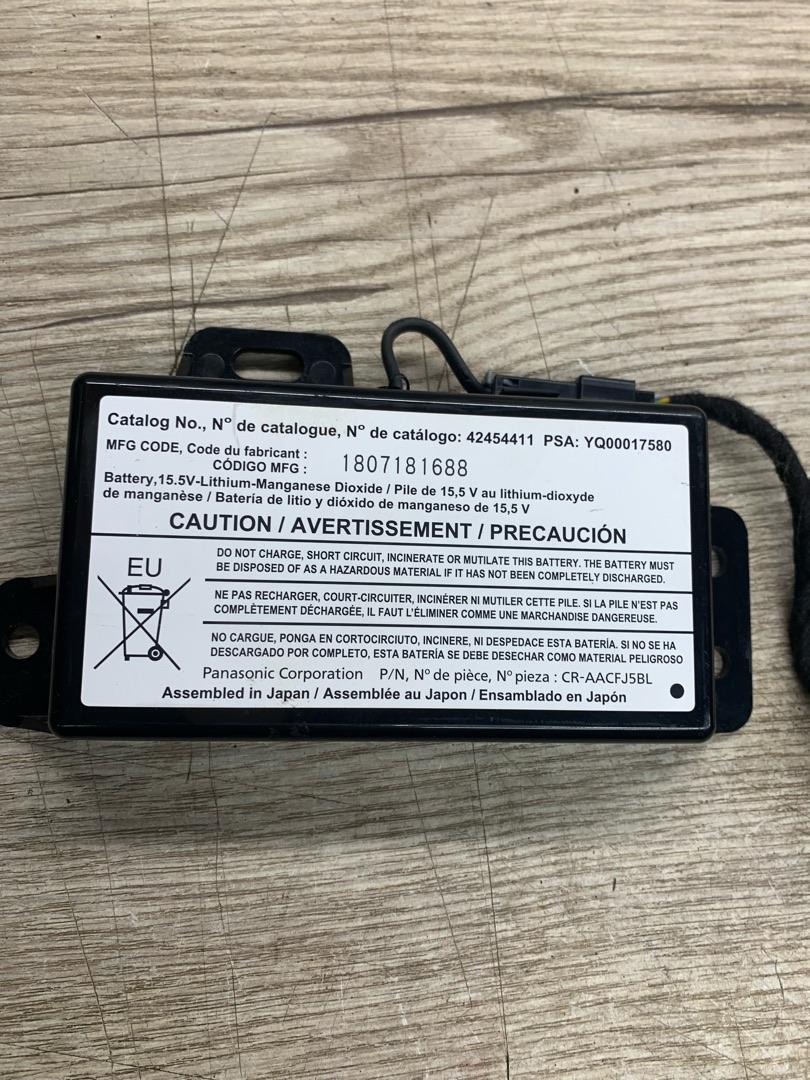 Catalog No., Nº de catalogue, Nº de catálogo: 42454411 PSA: YQ00017580
MFG CODE, Code du fabricant :
CÓDIGO MFG : 1807181688
Battery,15.5V-Lithium-Manganese Dioxide / Pile de 15,5 V au lithium-dioxyde
de manganèse / Batería de litio y dióxido de manganeso de 15,5 V
CAUTION / AVERTISSEMENT / PRECAUCIÓN
EU
DO NOT CHARGE, SHORT CIRCUIT, INCINERATE OR MUTILATE THIS BATTERY. THE BATTERY MUST
BE DISPOSED OF AS A HAZARDOUS MATERIAL IF IT HAS NOT BEEN COMPLETELY DISCHARGED.
NE PAS RECHARGER, COURT-CIRCUITER, INCINÉRER NI MUTILER CETTE PILE. SI LA PILE N'EST PAS
COMPLÈTEMENT DÉCHARGÉE, IL FAUT L'ÉLIMINER COMME UNE MARCHANDISE DANGEREUSE.
NO CARGUE, PONGA EN CORTOCIRCIUTO, INCINERE, NI DESPEDACE ESTA BATERÍA. SI NO SE HA
DESCARGADO POR COMPLETO, ESTA BATERÍA SE DEBE DESECHAR COMO MATERIAL PELIGROSO
Panasonic Corporation P/N, Nº de pièce, Nº pieza : CR-AACFJ5BL
Assembled in Japan / Assemblée au Japon / Ensamblado en Japón